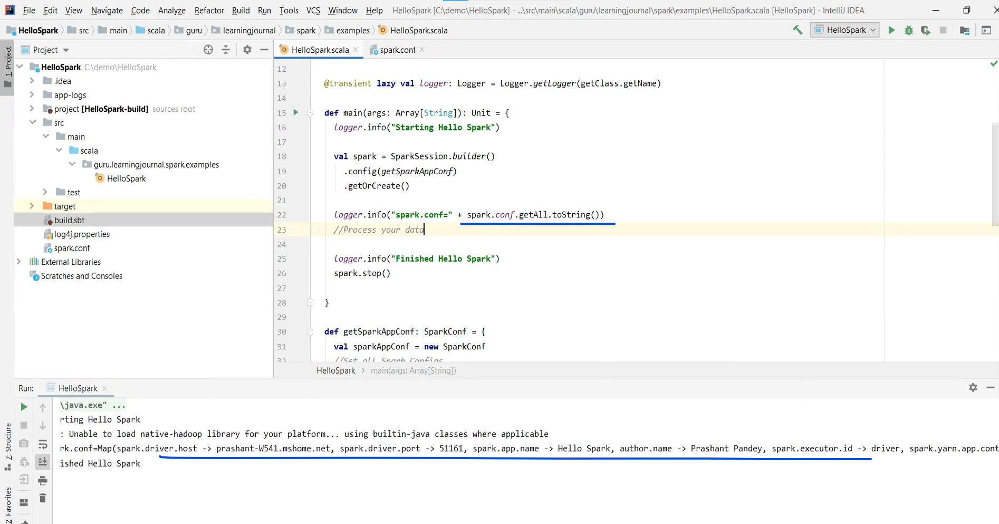 File Edit View Navigate Code Analyze Refactor Build Run Tools VCS Window Help HelloSpark [C:\demo\HelloSpark] - ...\src\main\scala\guru\learningjournal\spark\examples\HelloSpark.scala [HelloSpark] - IntelliJ IDEA
HelloSpark src main scala guru learningjournal spark examples HelloSpark.scala HelloSpark
1: Project
Project
HelloSpark C:\demo\HelloSpark
.idea
app-logs
project [HelloSpark-build] sources root
src
main
scala
guru.learningjournal.spark.examples
HelloSpark
test
target
build.sbt
log4j.properties
spark.conf
External Libraries
Scratches and Consoles
HelloSpark.scala spark.conf
12
13 @transient lazy val logger: Logger = Logger.getLogger(getClass.getName)
14
15 def main(args: Array[String]): Unit = {
16 logger.info("Starting Hello Spark")
17
18 val spark = SparkSession.builder()
19 .config(getSparkAppConf)
20 .getOrCreate()
21
22 logger.info("spark.conf=" + spark.conf.getAll.toString())
23 //Process your data
24
25 logger.info("Finished Hello Spark")
26 spark.stop()
27
28 }
29
30 def getSparkAppConf: SparkConf = {
31 val sparkAppConf = new SparkConf
32 //Set all Spark Configs
HelloSpark main(args: Array[String])
Run: HelloSpark
\java.exe" ...
rting Hello Spark
: Unable to load native-hadoop library for your platform... using builtin-java classes where applicable
rk.conf=Map(spark.driver.host -> prashant-W541.mshome.net, spark.driver.port -> 51161, spark.app.name -> Hello Spark, author.name -> Prashant Pandey, spark.executor.id -> driver, spark.yarn.app.cont
ished Hello Spark
7: Structure
2: Favorites